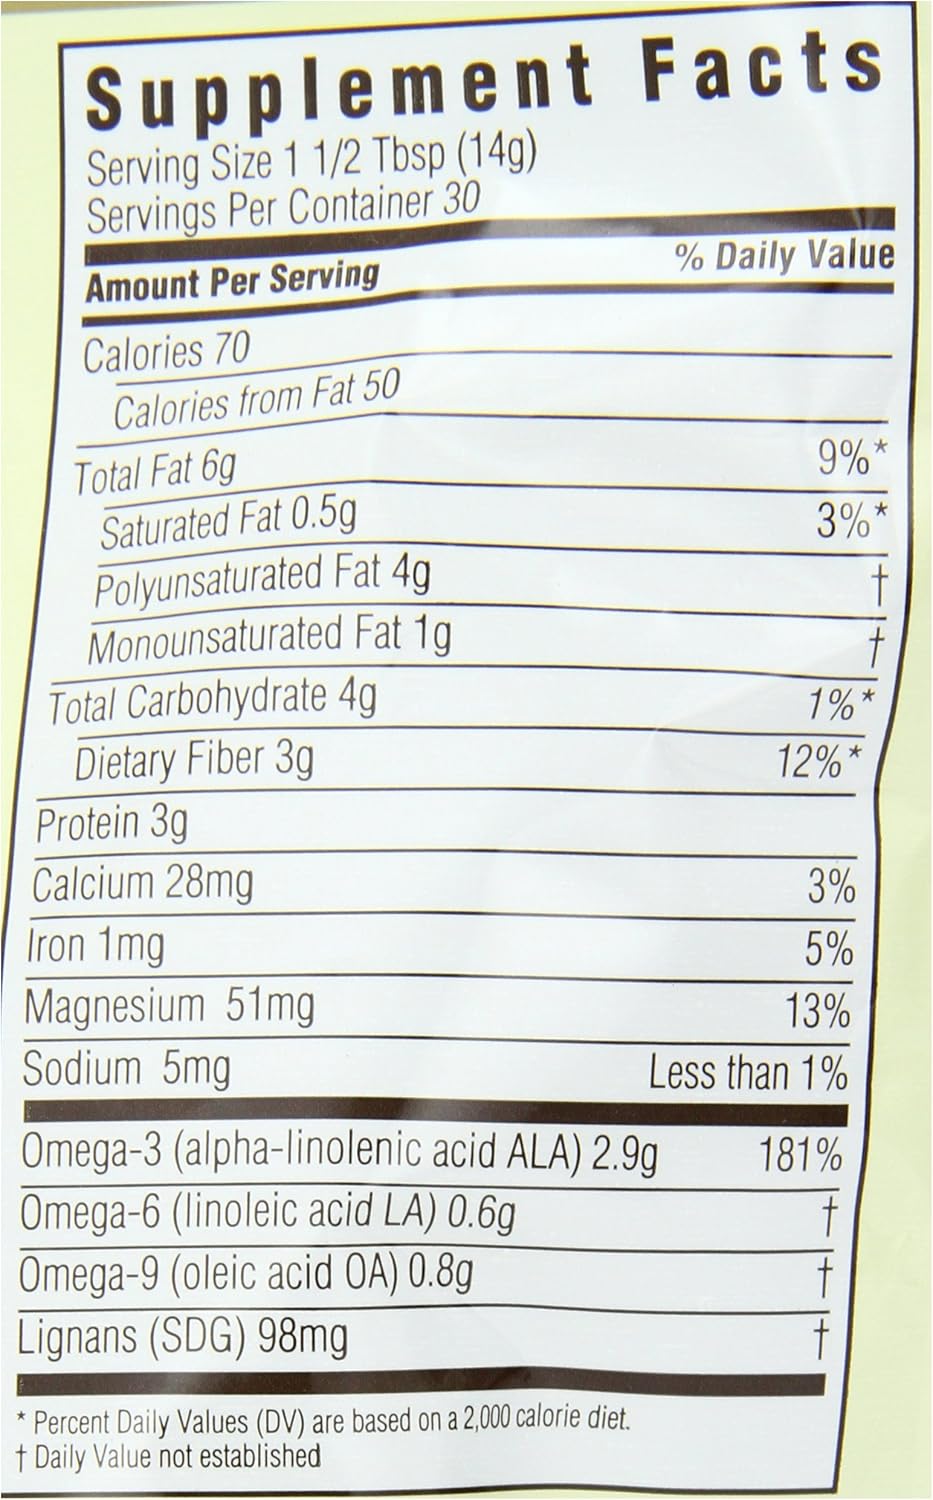 Supplement Facts
Serving Size 1 1/2 Tbsp (14g)
Servings Per Container 30
Amount Per Serving % Daily Value
Calories 70
Calories from Fat 50
Total Fat 6g 9%*
Saturated Fat 0.5g 3%*
Polyunsaturated Fat 4g †
Monounsaturated Fat 1g †
Total Carbohydrate 4g 1%*
Dietary Fiber 3g 12%*
Protein 3g
Calcium 28mg 3%
Iron 1mg 5%
Magnesium 51mg 13%
Sodium 5mg Less than 1%
Omega-3 (alpha-linolenic acid ALA) 2.9g 181%
Omega-6 (linoleic acid LA) 0.6g †
Omega-9 (oleic acid OA) 0.8g †
Lignans (SDG) 98mg †
* Percent Daily Values (DV) are based on a 2,000 calorie diet.
† Daily Value not established